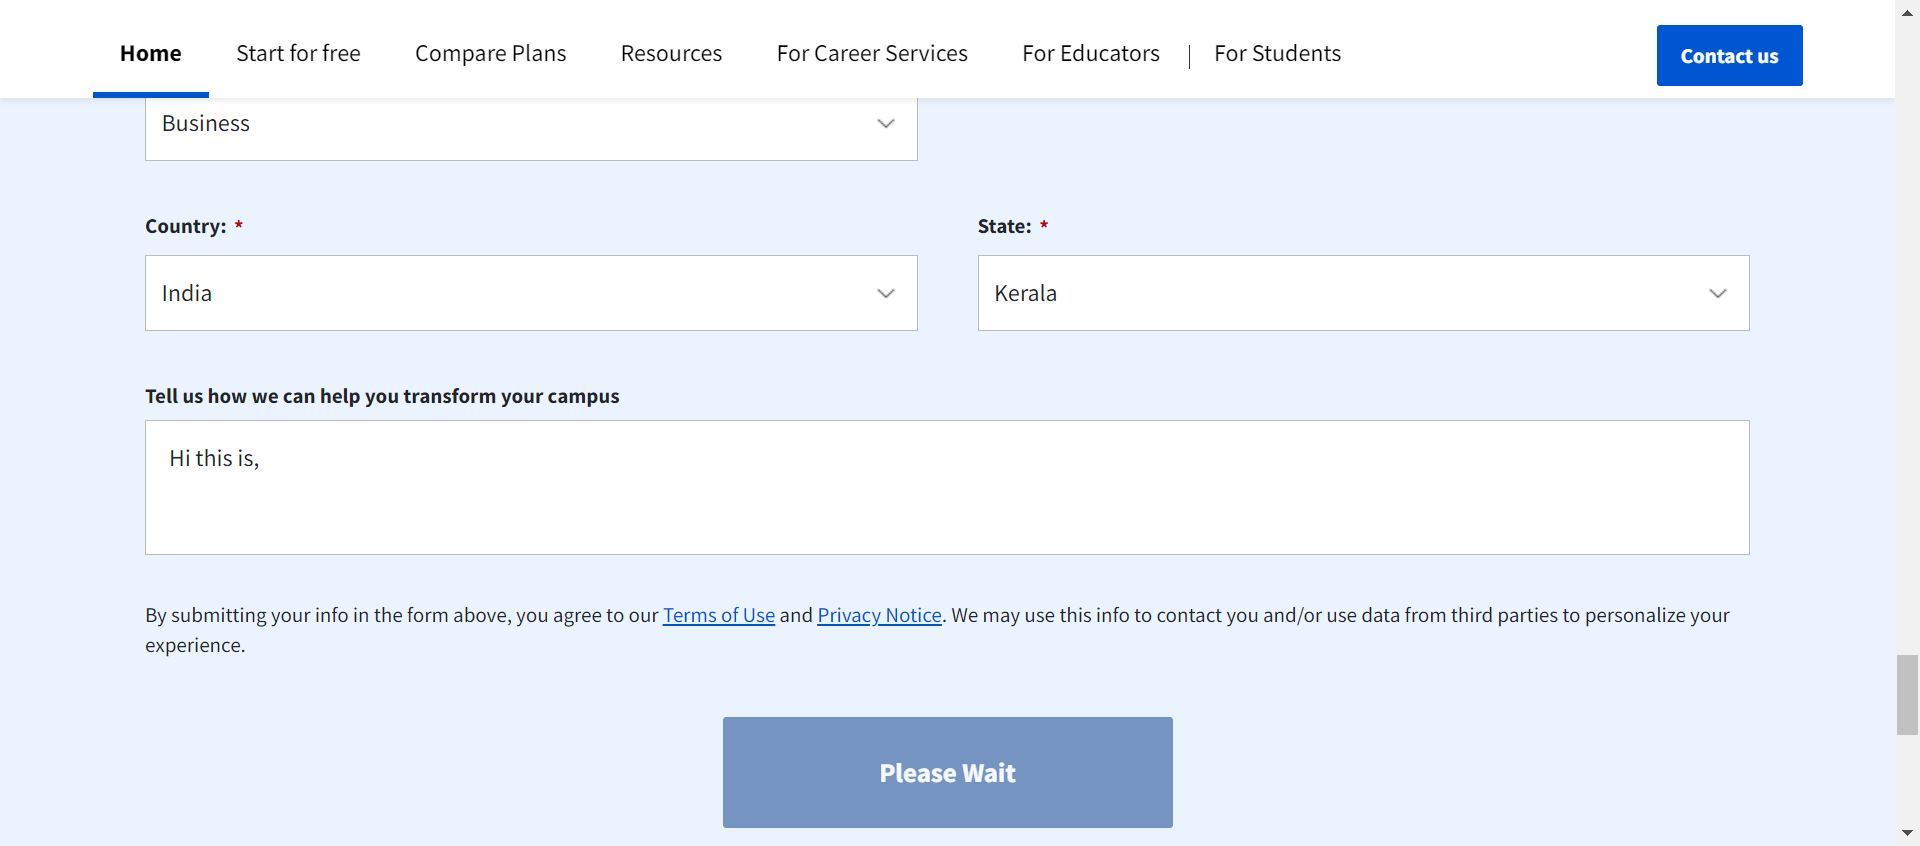 Home Start for free Compare Plans Resources For Career Services For Educators | For Students Contact us
Business
Country: * State: *
India Kerala
Tell us how we can help you transform your campus
Hi this is,
By submitting your info in the form above, you agree to our Terms of Use and Privacy Notice. We may use this info to contact you and/or use data from third parties to personalize your
experience.
Please Wait